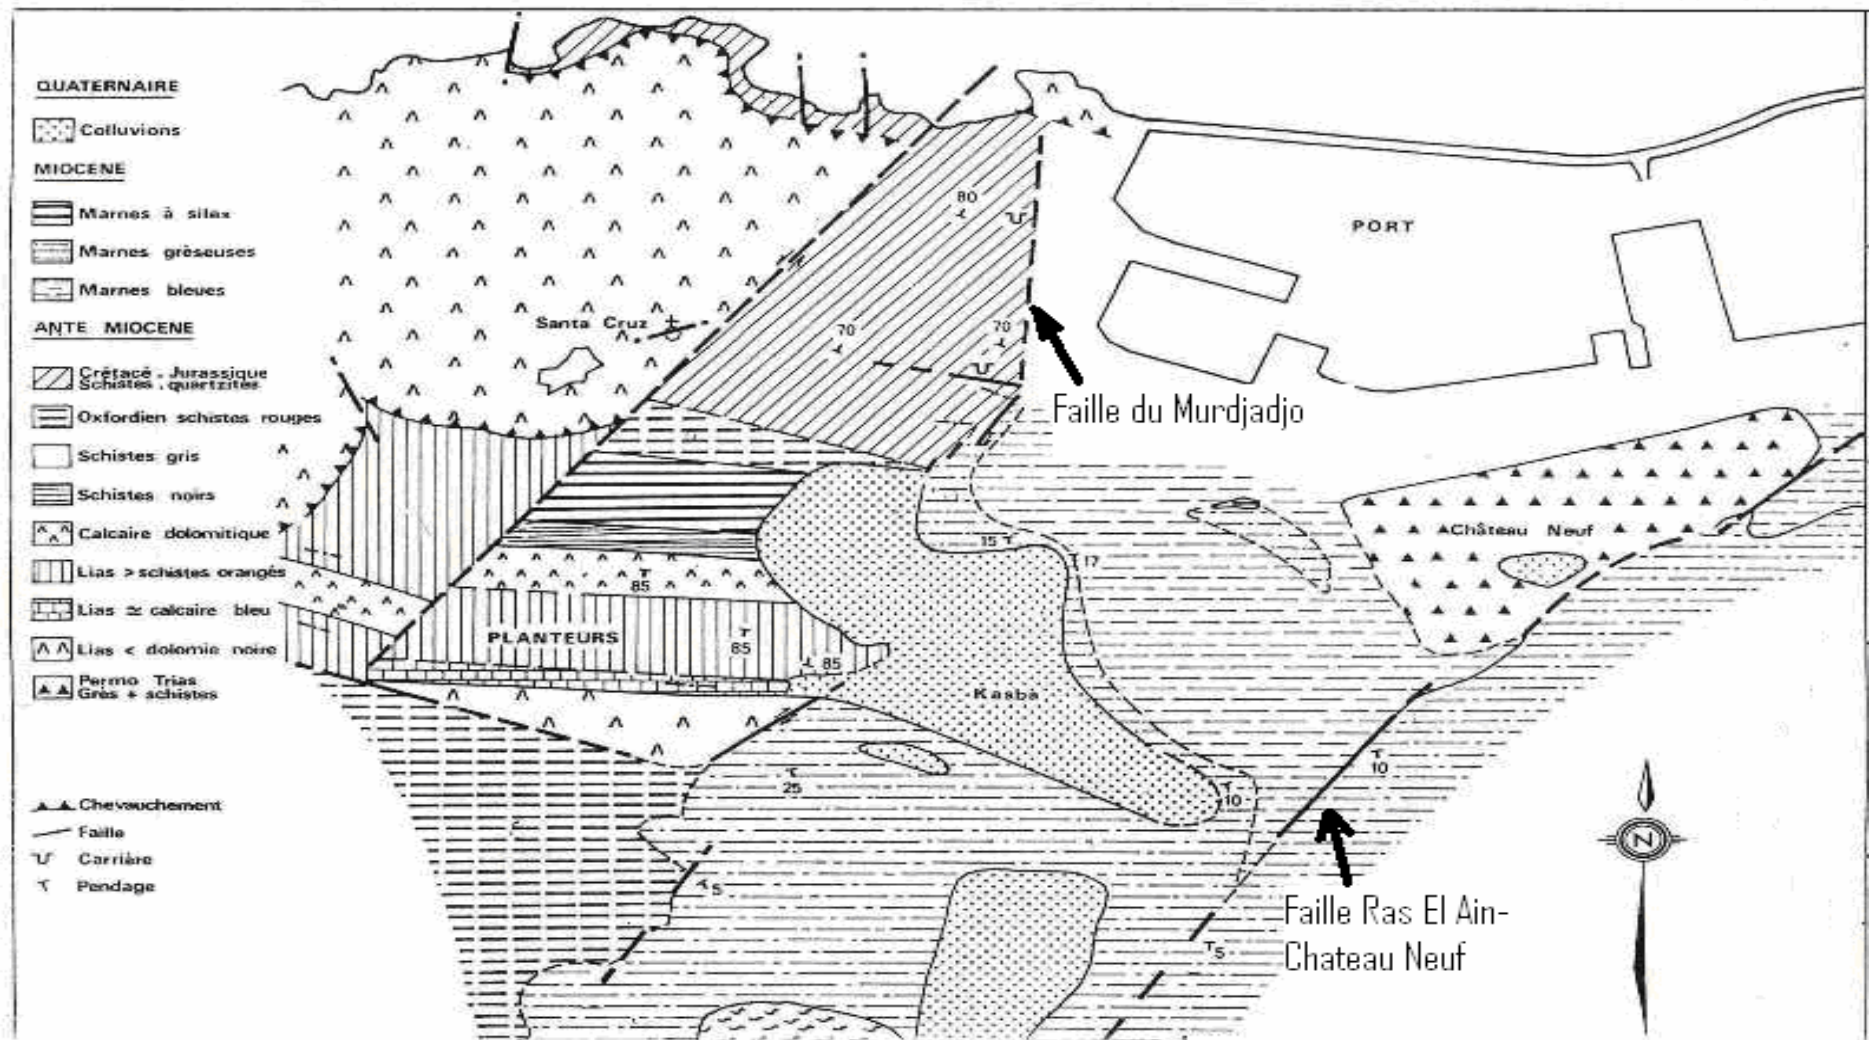 QUATERNAIRE
Colluvions
MIOCENE
Marnes à silex
Marnes grèseuses
Marnes bleues
ANTE MIOCENE
Crétacé - Jurassique
Schistes - quartzites
Oxfordien schistes rouges
Schistes gris
Schistes noirs
Calcaire dolomitique
Lias > schistes orangés
Lias ≃ calcaire bleu
Lias < dolomie noire
Permo Trias
Grès + schistes
Chevauchement
Faille
Carrière
Pendage
80
PORT
Santa Cruz
70
70
Faille du Murdjadjo
Château Neuf
15
17
85
PLANTEURS
85
85
Kasba
25
10
10
5
5
Faille Ras El Ain-
Chateau Neuf
N